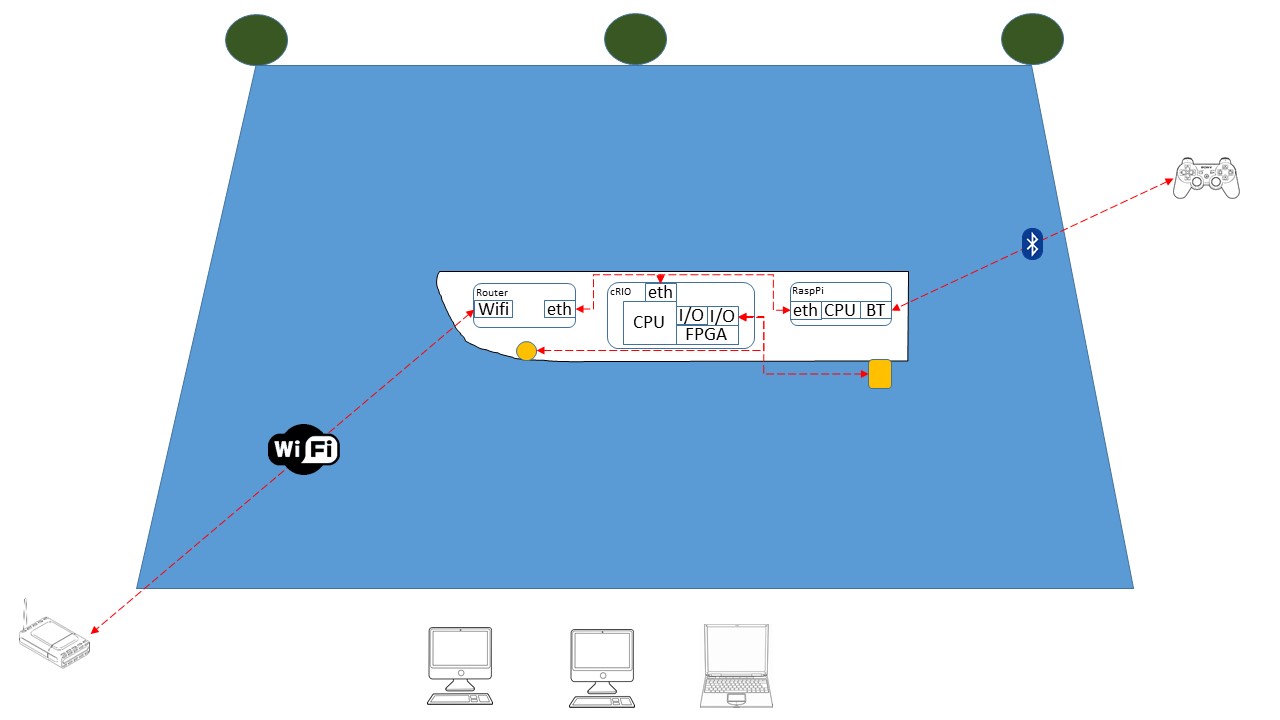 Router
Wifi
eth
cRIO
eth
CPU
I/O
I/O
FPGA
RaspPi
eth
CPU
BT
Wi Fi